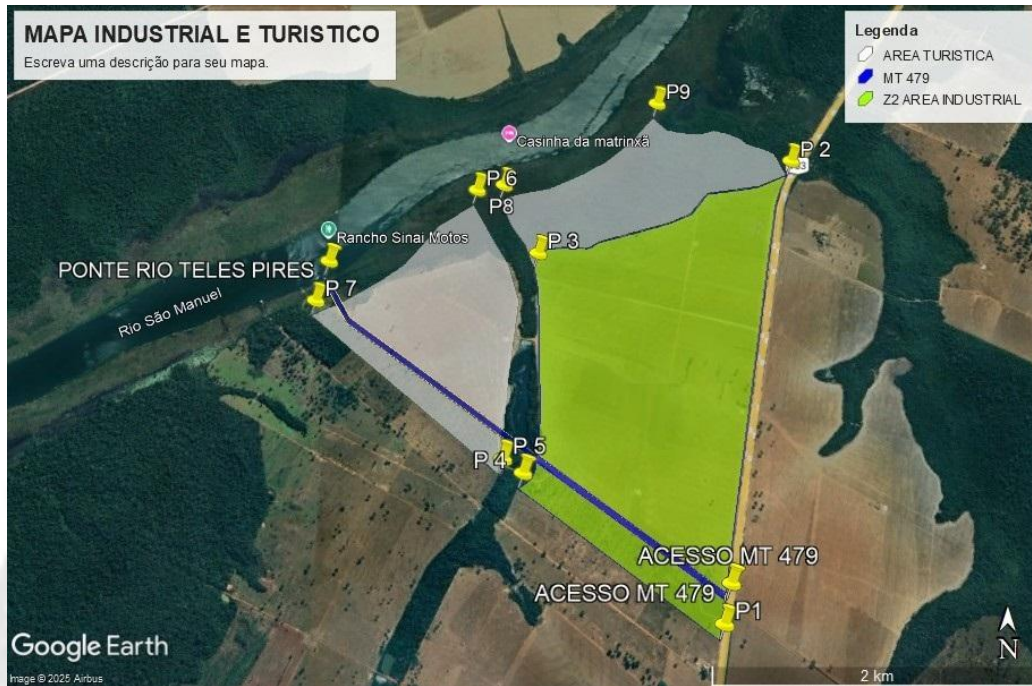 MAPA INDUSTRIAL E TURISTICO
Escreva uma descrição para seu mapa.
Legenda
AREA TURISTICA
MT 479
Z2 AREA INDUSTRIAL
P9
Casinha da matrinxã
P 2
P 6
P8
Rancho Sinai Motos
P 3
PONTE RIO TELES PIRES
P 7
Rio São Manuel
P 5
P 4
ACESSO MT 479
ACESSO MT 479
P1
Google Earth
N
Image © 2025 Airbus
2 km